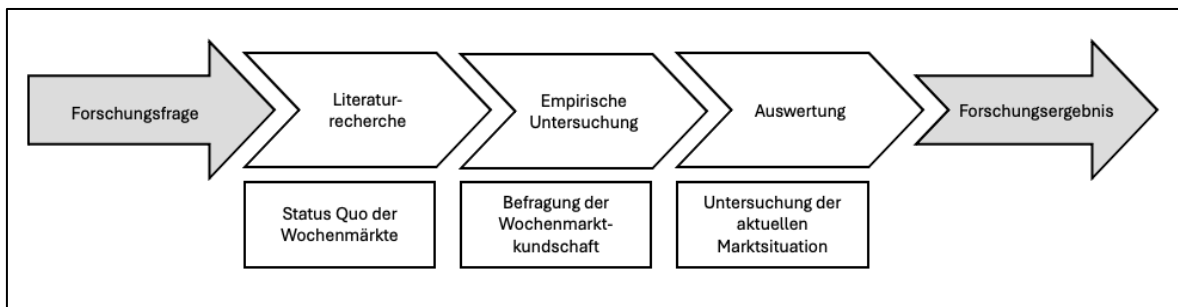 Forschungsfrage
Literatur-
recherche
Empirische
Untersuchung
Auswertung
Forschungsergebnis
Status Quo der
Wochenmärkte
Befragung der
Wochenmarkt-
kundschaft
Untersuchung der
aktuellen
Marktsituation